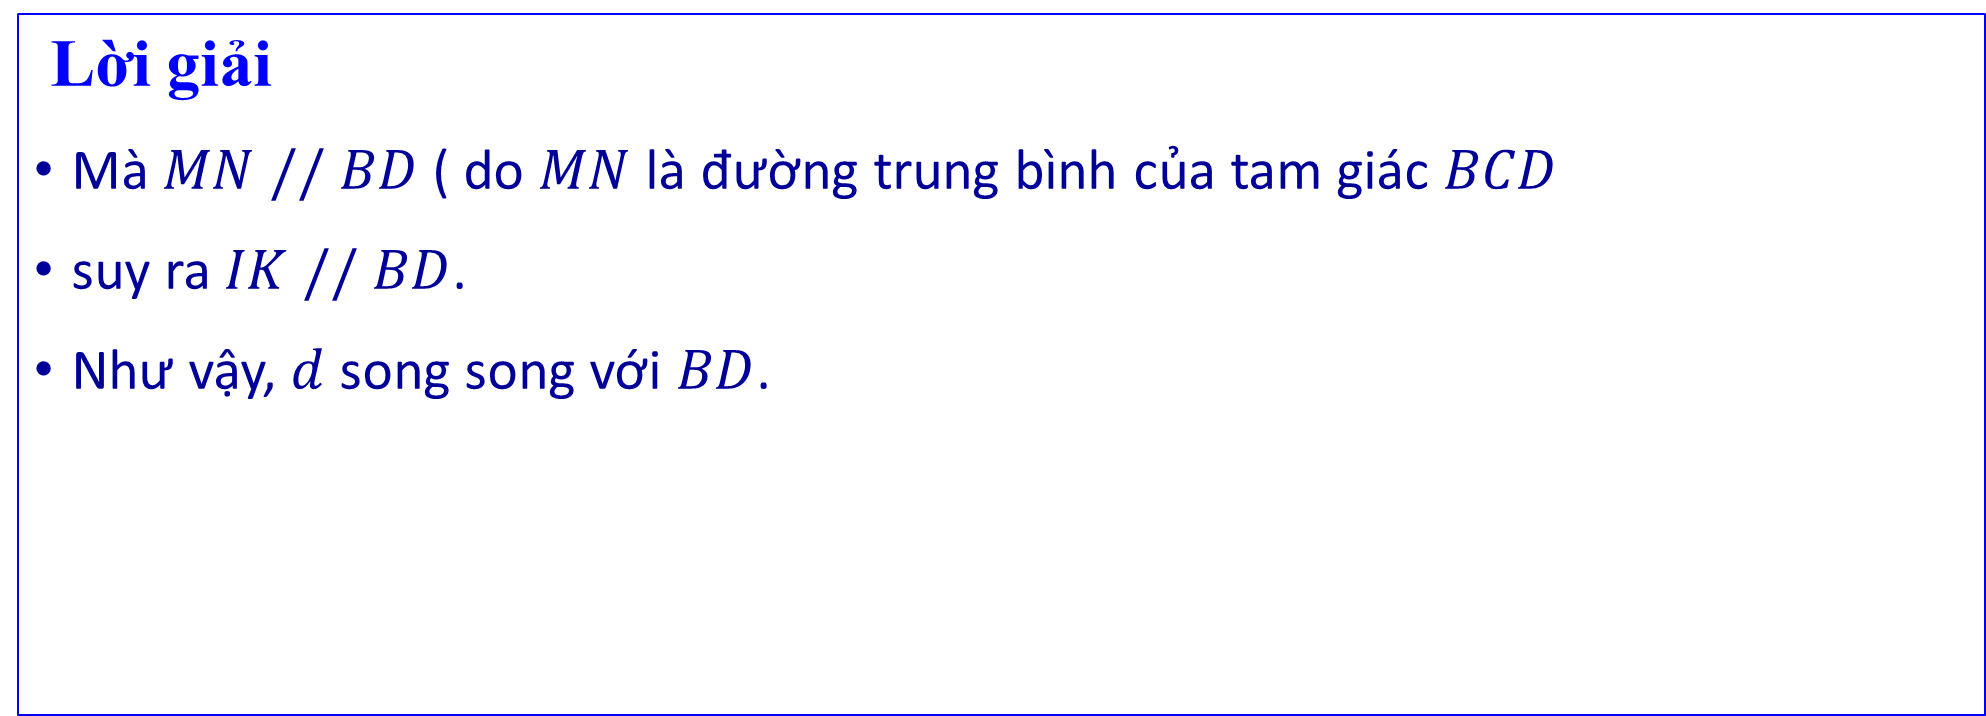 Lời giải
• Mà 𝑀𝑁 // 𝐵𝐷 ( do 𝑀𝑁 là đường trung bình của tam giác 𝐵𝐶𝐷
• suy ra 𝐼𝐾 // 𝐵𝐷.
• Như vậy, 𝑑 song song với 𝐵𝐷.